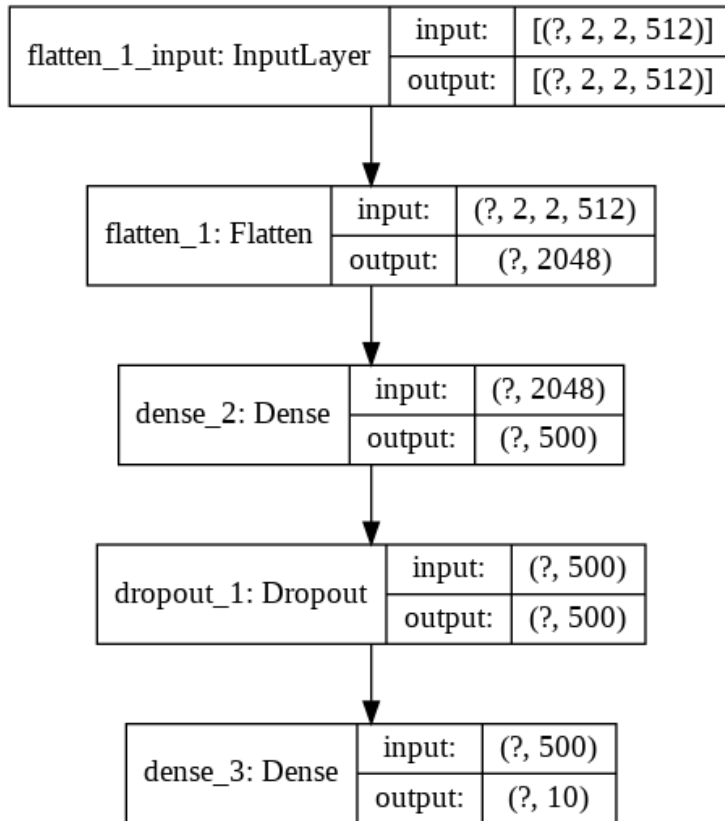 flatten_1_input: InputLayer
input: [(?, 2, 2, 512)]
output: [(?, 2, 2, 512)]
flatten_1: Flatten
input: (?, 2, 2, 512)
output: (?, 2048)
dense_2: Dense
input: (?, 2048)
output: (?, 500)
dropout_1: Dropout
input: (?, 500)
output: (?, 500)
dense_3: Dense
input: (?, 500)
output: (?, 10)